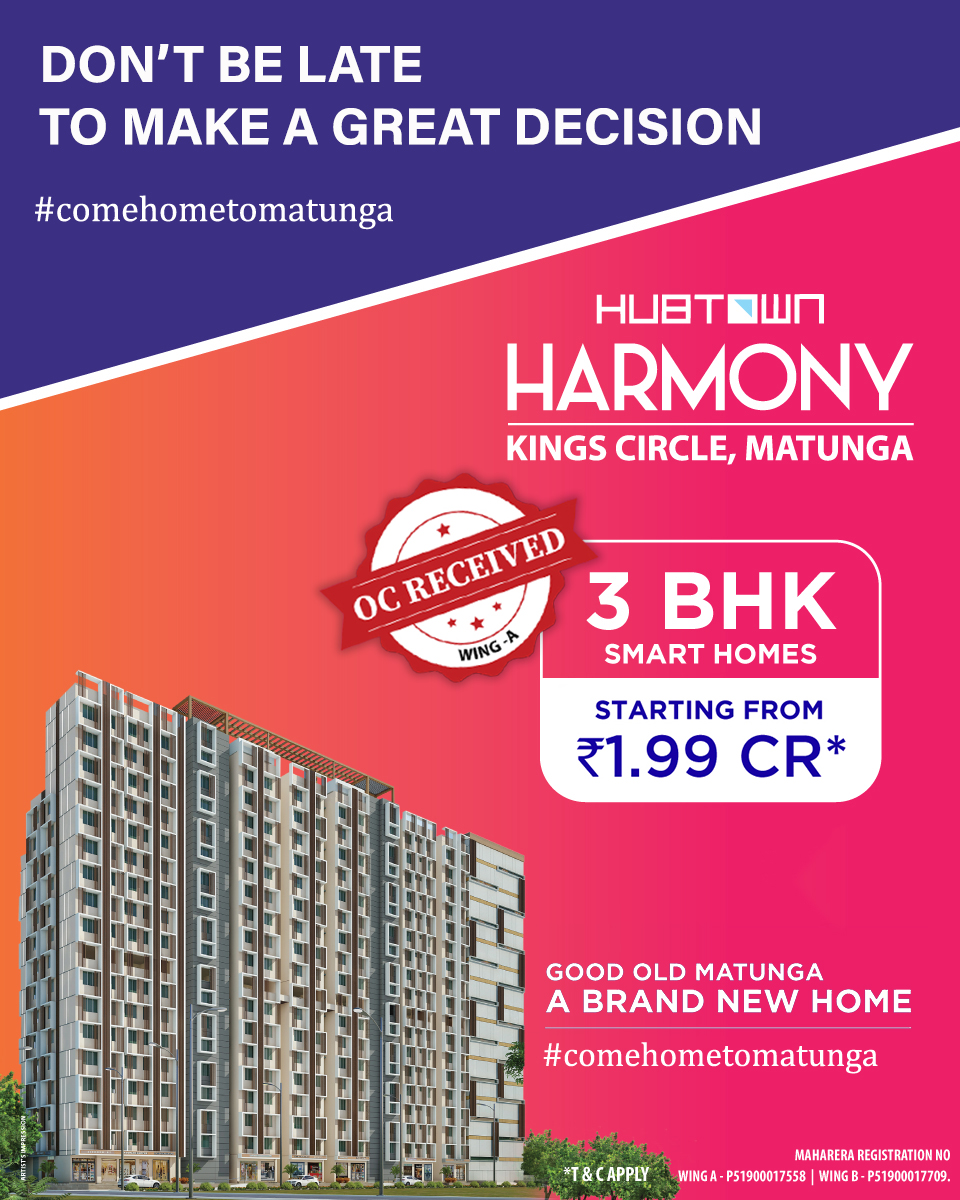 DON'T BE LATE
TO MAKE A GREAT DECISION
#comehometomatunga
HUBTOWN
HARMONY
KINGS CIRCLE, MATUNGA
OC RECEIVED
WING -A
3 BHK
SMART HOMES
STARTING FROM
₹1.99 CR*
GOOD OLD MATUNGA
A BRAND NEW HOME
#comehometomatunga
ARTIST'S IMPRESSION
*T & C APPLY
MAHARERA REGISTRATION NO
WING A - P51900017558 | WING B - P51900017709.